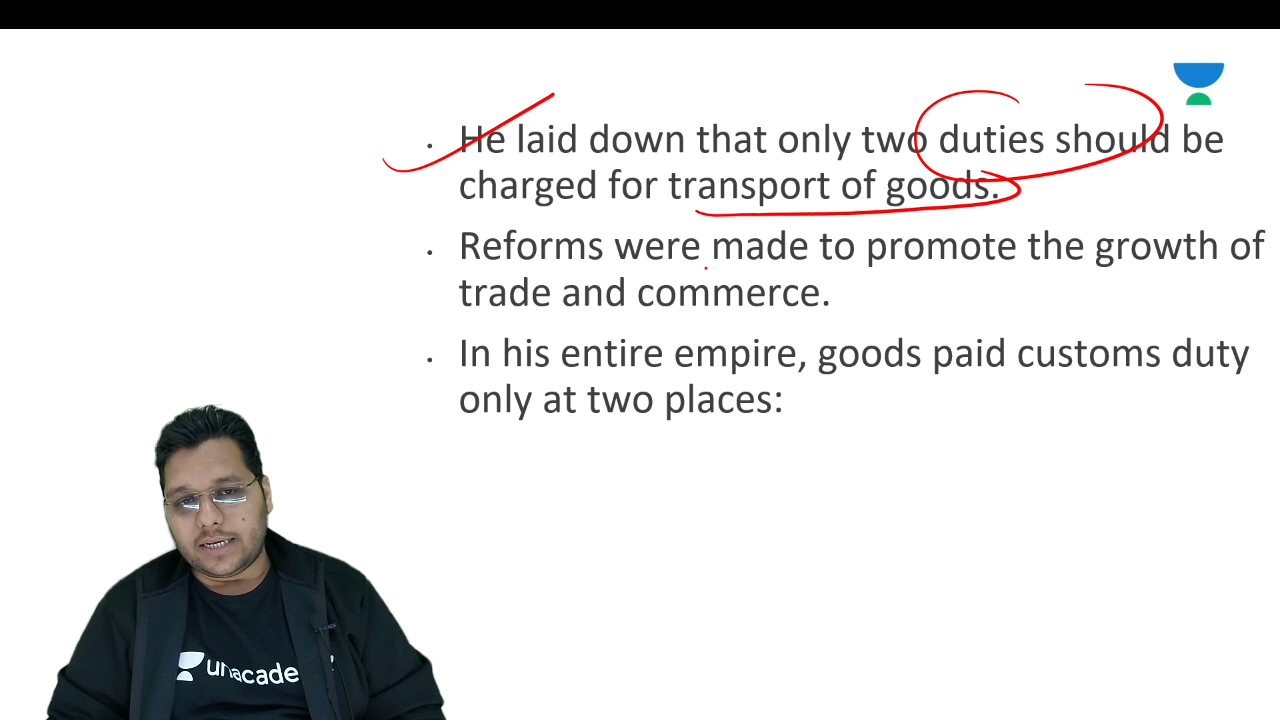 He laid down that only two duties should be
charged for transport of goods.
Reforms were made to promote the growth of
trade and commerce.
In his entire empire, goods paid customs duty
only at two places: